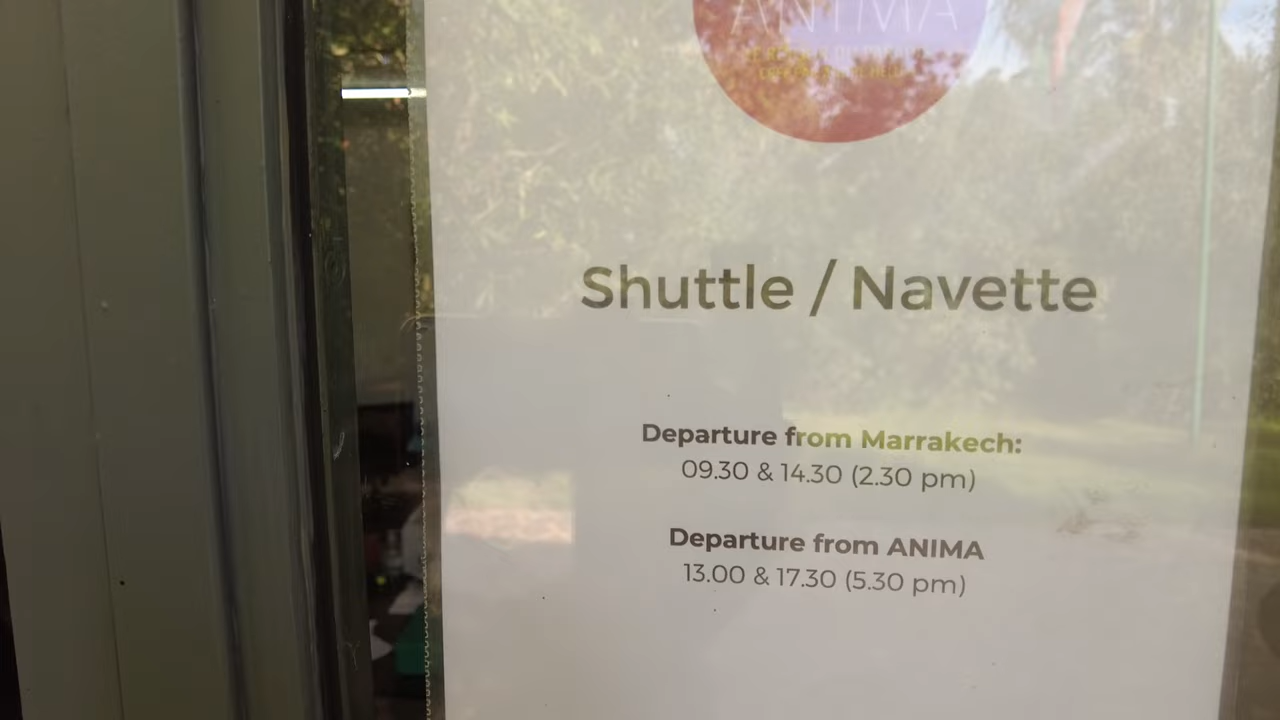 ANIMA
Shuttle / Navette
Departure from Marrakech:
09.30 & 14.30 (2.30 pm)
Departure from ANIMA
13.00 & 17.30 (5.30 pm)